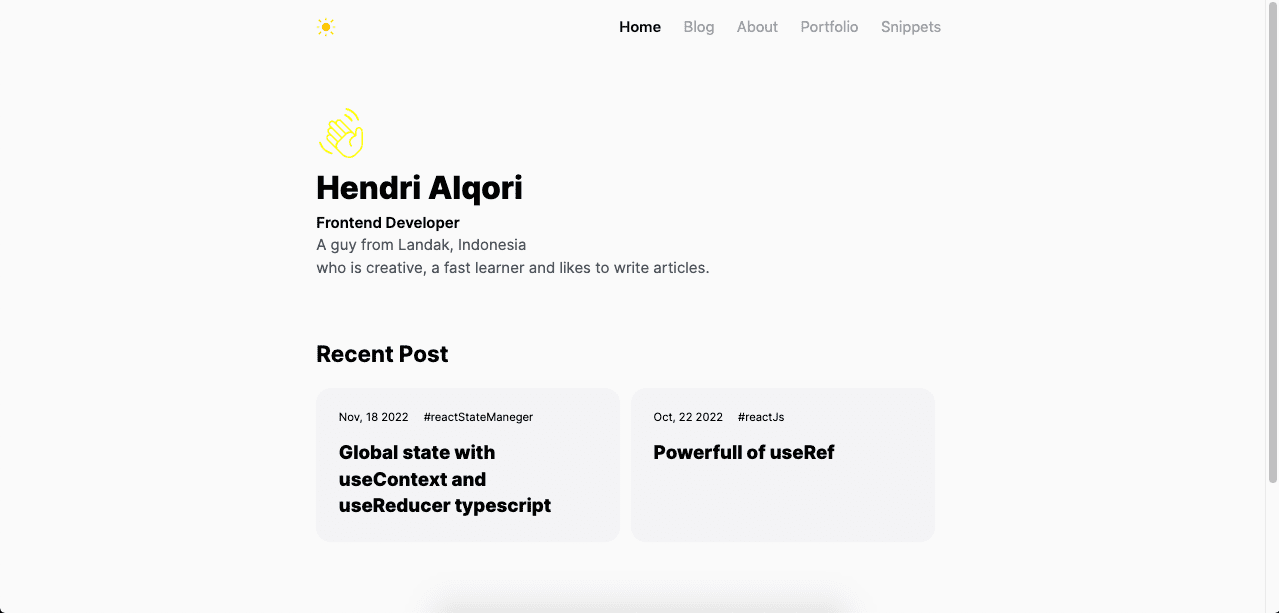 Home Blog About Portfolio Snippets
Hendri Alqori
Frontend Developer
A guy from Landak, Indonesia
who is creative, a fast learner and likes to write articles.
Recent Post
Nov, 18 2022 #reactStateManeger
Global state with
useContext and
useReducer typescript
Oct, 22 2022 #reactJs
Powerfull of useRef